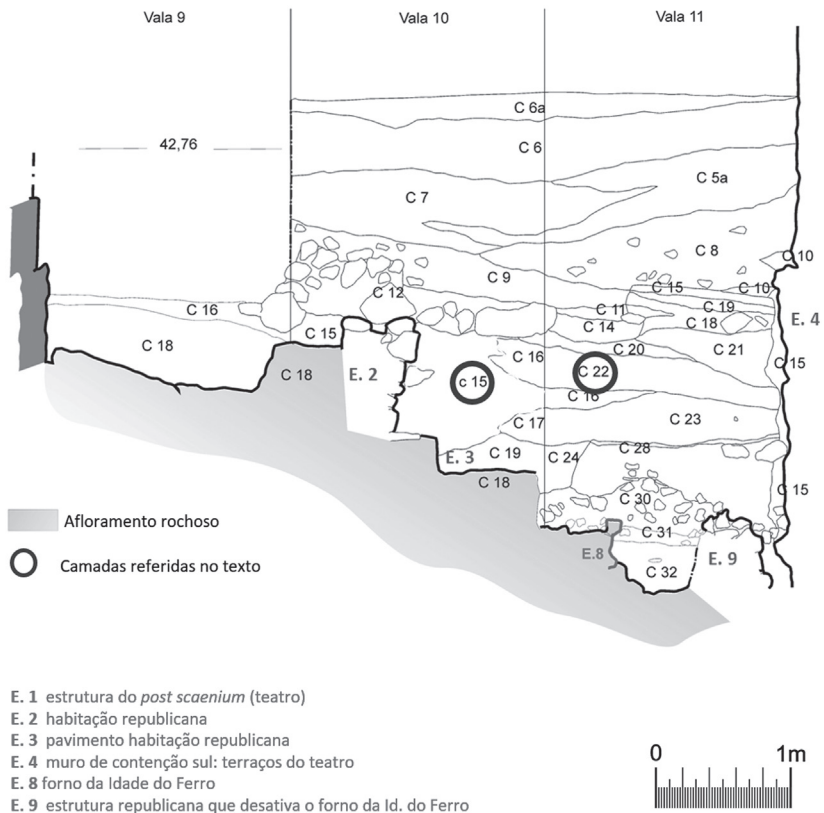 Vala 9 Vala 10 Vala 11
C 6a
42,76 C 6
C 5a
C 7
C 8
C 10
C 9
C 15 C 10
C 12
C 16 C 11 C 19
C 14 C 18 E. 4
C 15
C 18 C 20 C 21
C 16
C 15
C 18 E. 2 c 15 C 22
C 16
C 17 C 23
E. 3 C 19 C 24 C 28
C 18 C 15
C 30
C 31
E.8 E. 9
C 32
Afloramento rochoso
Camadas referidas no texto
E. 1 estrutura do post scaenium (teatro)
E. 2 habitação republicana
E. 3 pavimento habitação republicana
E. 4 muro de contenção sul: terraços do teatro
E. 8 forno da Idade do Ferro
E. 9 estrutura republicana que desativa o forno da Id. do Ferro
0 1m